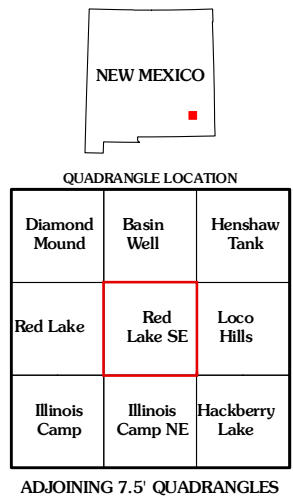 NEW MEXICO
QUADRANGLE LOCATION
Diamond
Mound
Basin
Well
Henshaw
Tank
Red Lake
Red
Lake SE
Loco
Hills
Illinois
Camp
Illinois
Camp NE
Hackberry
Lake
ADJOINING 7.5' QUADRANGLES